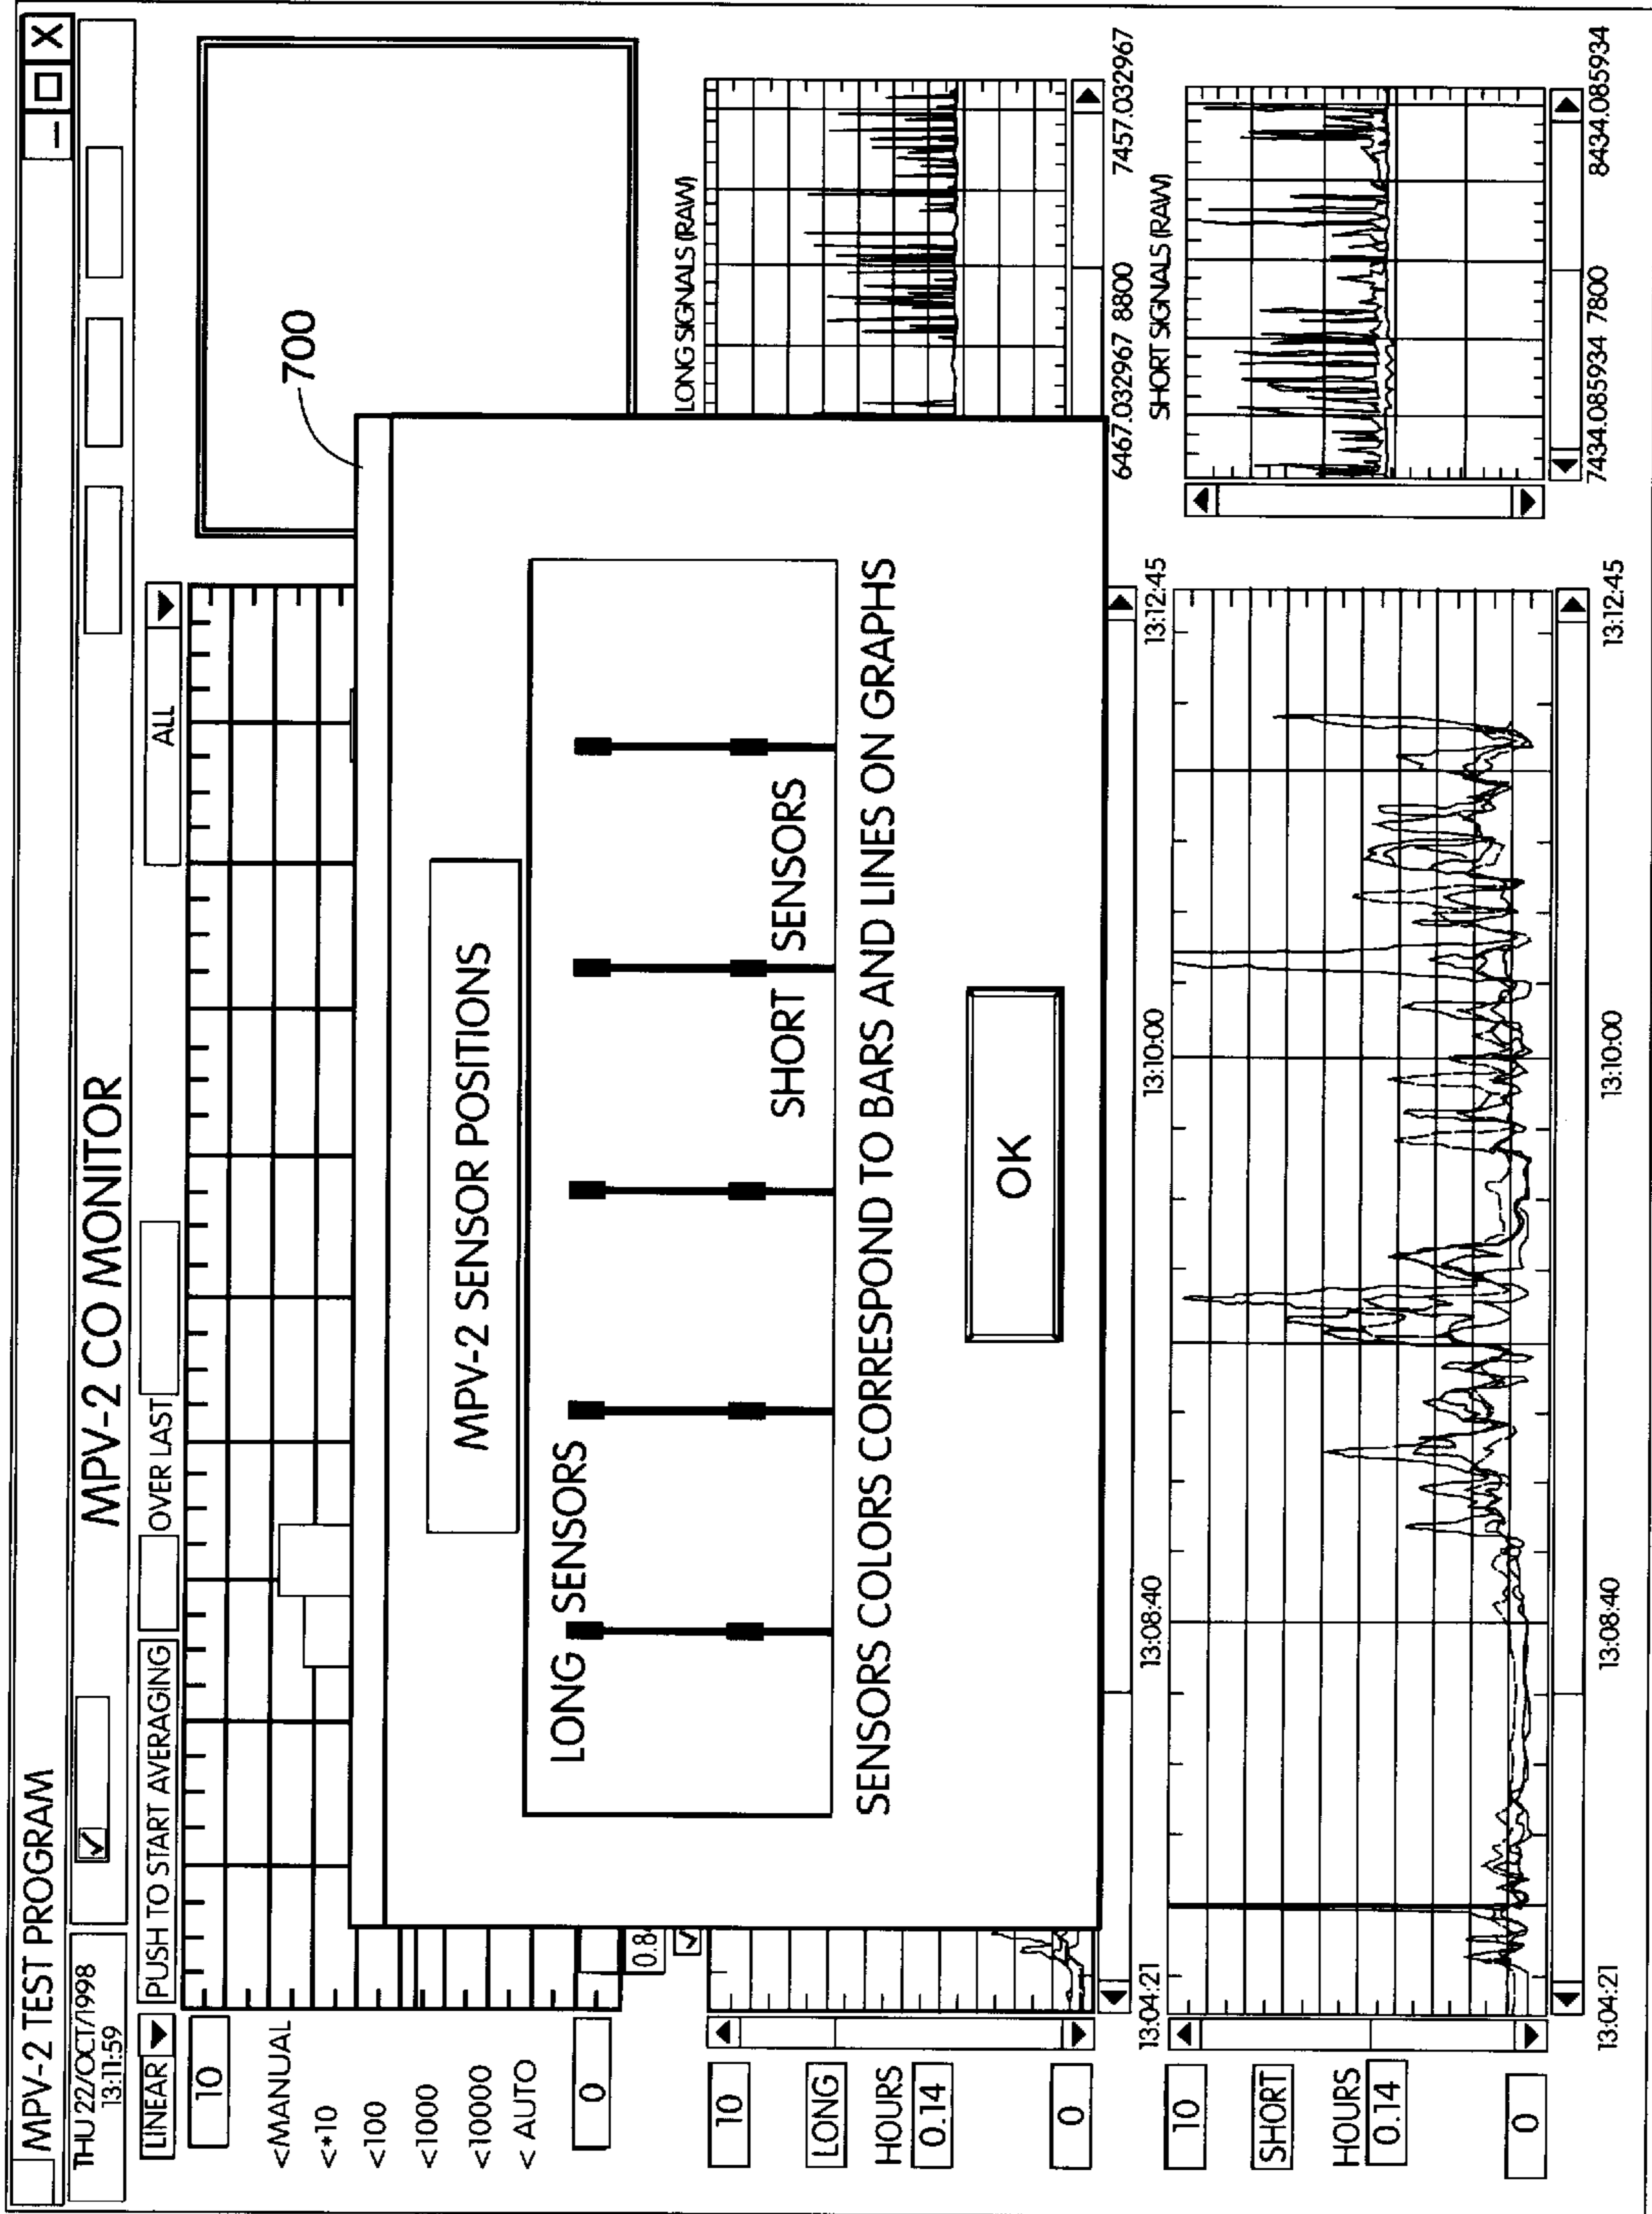 MPV-2 TEST PROGRAM
THU 22/OCT/1998
13:11:59
MPV-2 CO MONITOR
LINEAR
PUSH TO START AVERAGING
OVER LAST
ALL
10
<MANUAL
<*10
<100
<1000
<10000
< AUTO
0
0.8
700
MPV-2 SENSOR POSITIONS
LONG SENSORS
SHORT SENSORS
SENSORS COLORS CORRESPOND TO BARS AND LINES ON GRAPHS
OK
LONG SIGNALS (RAW)
6467.032967 8800
7457.032967
10
LONG
HOURS
0.14
0
13:04:21
13:08:40
13:10:00
13:12:45
SHORT SIGNALS (RAW)
7434.085934 7800
8434.085934
10
SHORT
HOURS
0.14
0
13:04:21
13:08:40
13:10:00
13:12:45